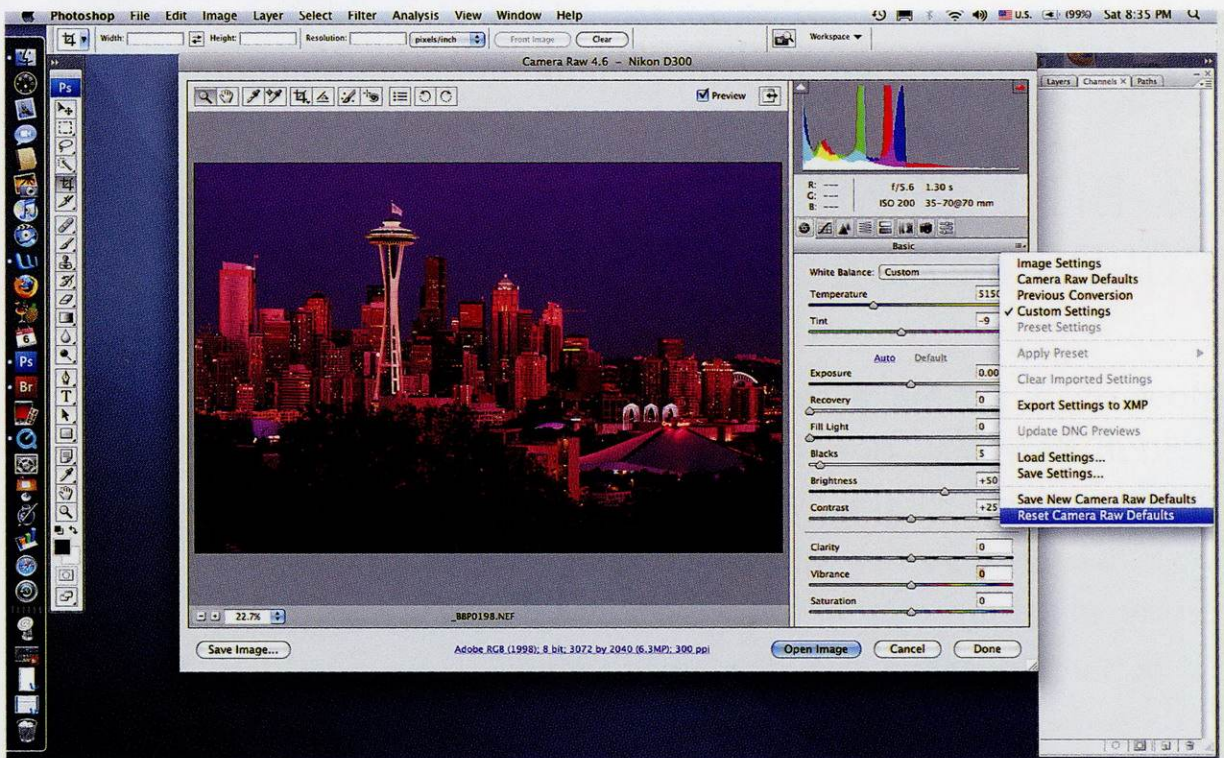 Photoshop File Edit Image Layer Select Filter Analysis View Window Help U.S. (99%) Sat 8:35 PM
Width: Height: Resolution: pixels/inch Front Image Clear Workspace
Camera Raw 4.6 – Nikon D300
Layers Channels × Paths
Ps
Preview
R: ---
G: ---
B: ---
f/5.6 1.30 s
ISO 200 35-70@70 mm
Basic
White Balance: Custom
Temperature 5150
Tint -9
Auto Default
Exposure 0.00
Recovery 0
Fill Light 0
Blacks 5
Brightness +50
Contrast +25
Clarity 0
Vibrance 0
Saturation 0
Image Settings
Camera Raw Defaults
Previous Conversion
✓ Custom Settings
Preset Settings
Apply Preset
Clear Imported Settings
Export Settings to XMP
Update DNG Previews
Load Settings...
Save Settings...
Save New Camera Raw Defaults
Reset Camera Raw Defaults
6
Ps
Br
T
22.7% _BBP0198.NEF
Save Image... Adobe RGB (1998); 8 bit; 3072 by 2040 (6.3MP); 300 ppi Open Image Cancel Done